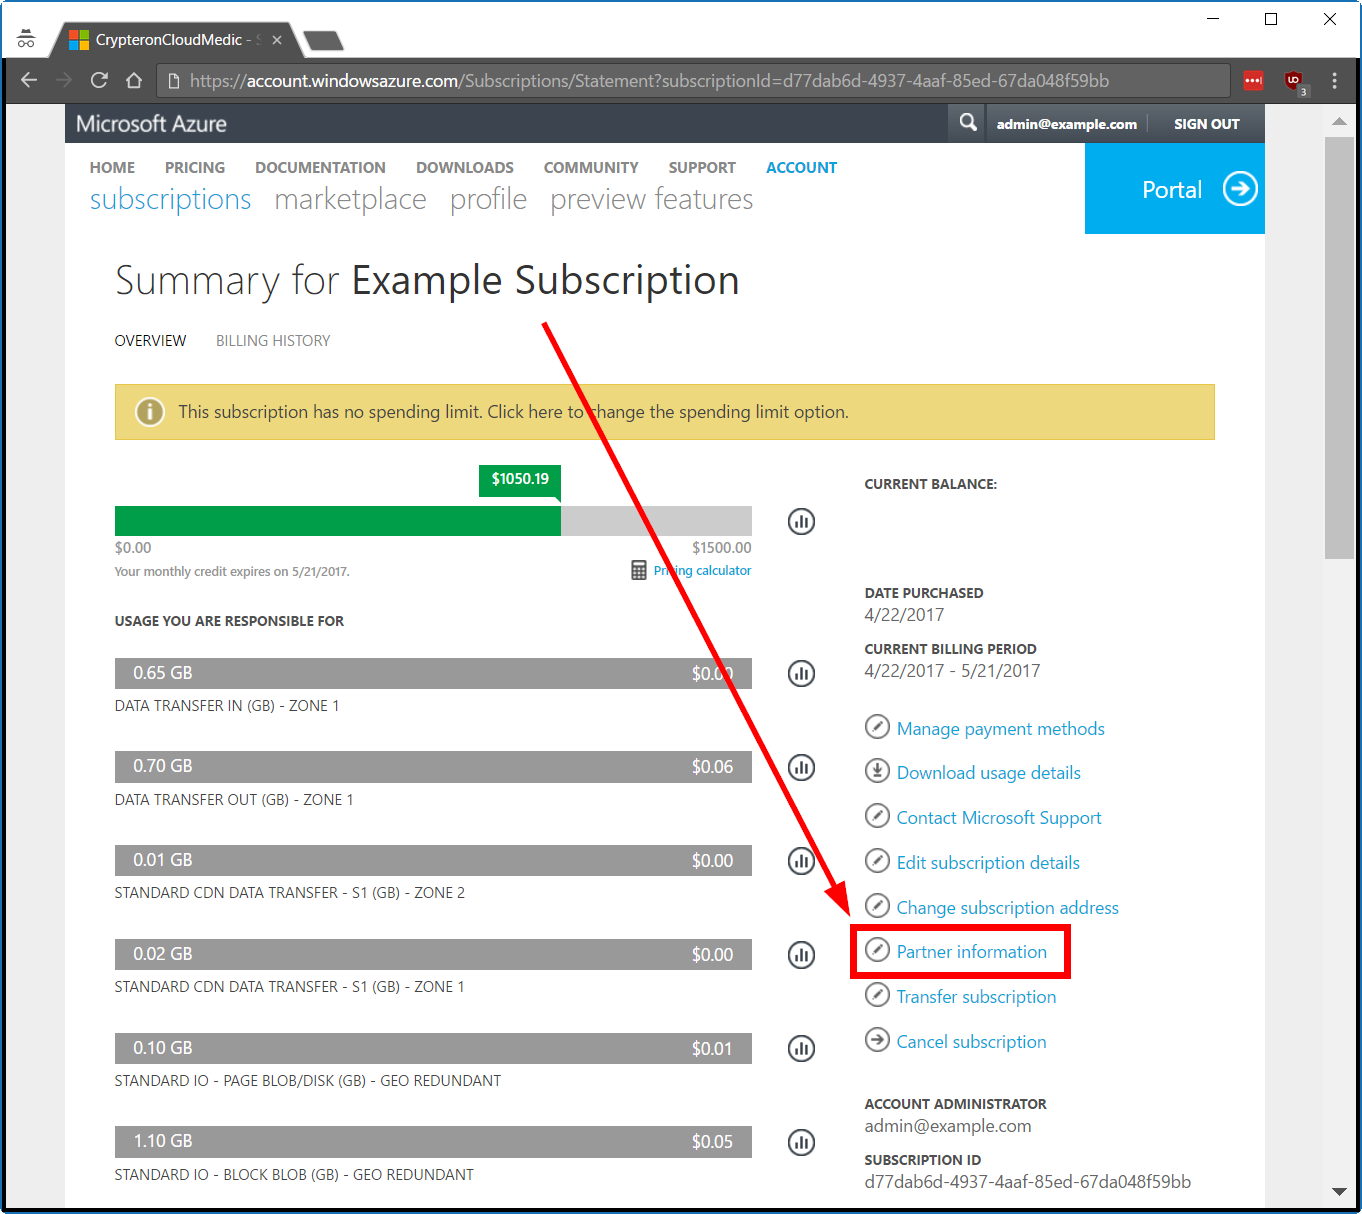 CrypteronCloudMedic - S
https://account.windowsazure.com/Subscriptions/Statement?subscriptionId=d77dab6d-4937-4aaf-85ed-67da048f59bb
3
Microsoft Azure
admin@example.com
SIGN OUT
HOME PRICING DOCUMENTATION DOWNLOADS COMMUNITY SUPPORT ACCOUNT
subscriptions marketplace profile preview features
Portal
Summary for Example Subscription
OVERVIEW BILLING HISTORY
This subscription has no spending limit. Click here to change the spending limit option.
$1050.19
$0.00 $1500.00
Your monthly credit expires on 5/21/2017.
Pricing calculator
USAGE YOU ARE RESPONSIBLE FOR
0.65 GB $0.00
DATA TRANSFER IN (GB) - ZONE 1
0.70 GB $0.06
DATA TRANSFER OUT (GB) - ZONE 1
0.01 GB $0.00
STANDARD CDN DATA TRANSFER - S1 (GB) - ZONE 2
0.02 GB $0.00
STANDARD CDN DATA TRANSFER - S1 (GB) - ZONE 1
0.10 GB $0.01
STANDARD IO - PAGE BLOB/DISK (GB) - GEO REDUNDANT
1.10 GB $0.05
STANDARD IO - BLOCK BLOB (GB) - GEO REDUNDANT
CURRENT BALANCE:
DATE PURCHASED
4/22/2017
CURRENT BILLING PERIOD
4/22/2017 - 5/21/2017
Manage payment methods
Download usage details
Contact Microsoft Support
Edit subscription details
Change subscription address
Partner information
Transfer subscription
Cancel subscription
ACCOUNT ADMINISTRATOR
admin@example.com
SUBSCRIPTION ID
d77dab6d-4937-4aaf-85ed-67da048f59bb